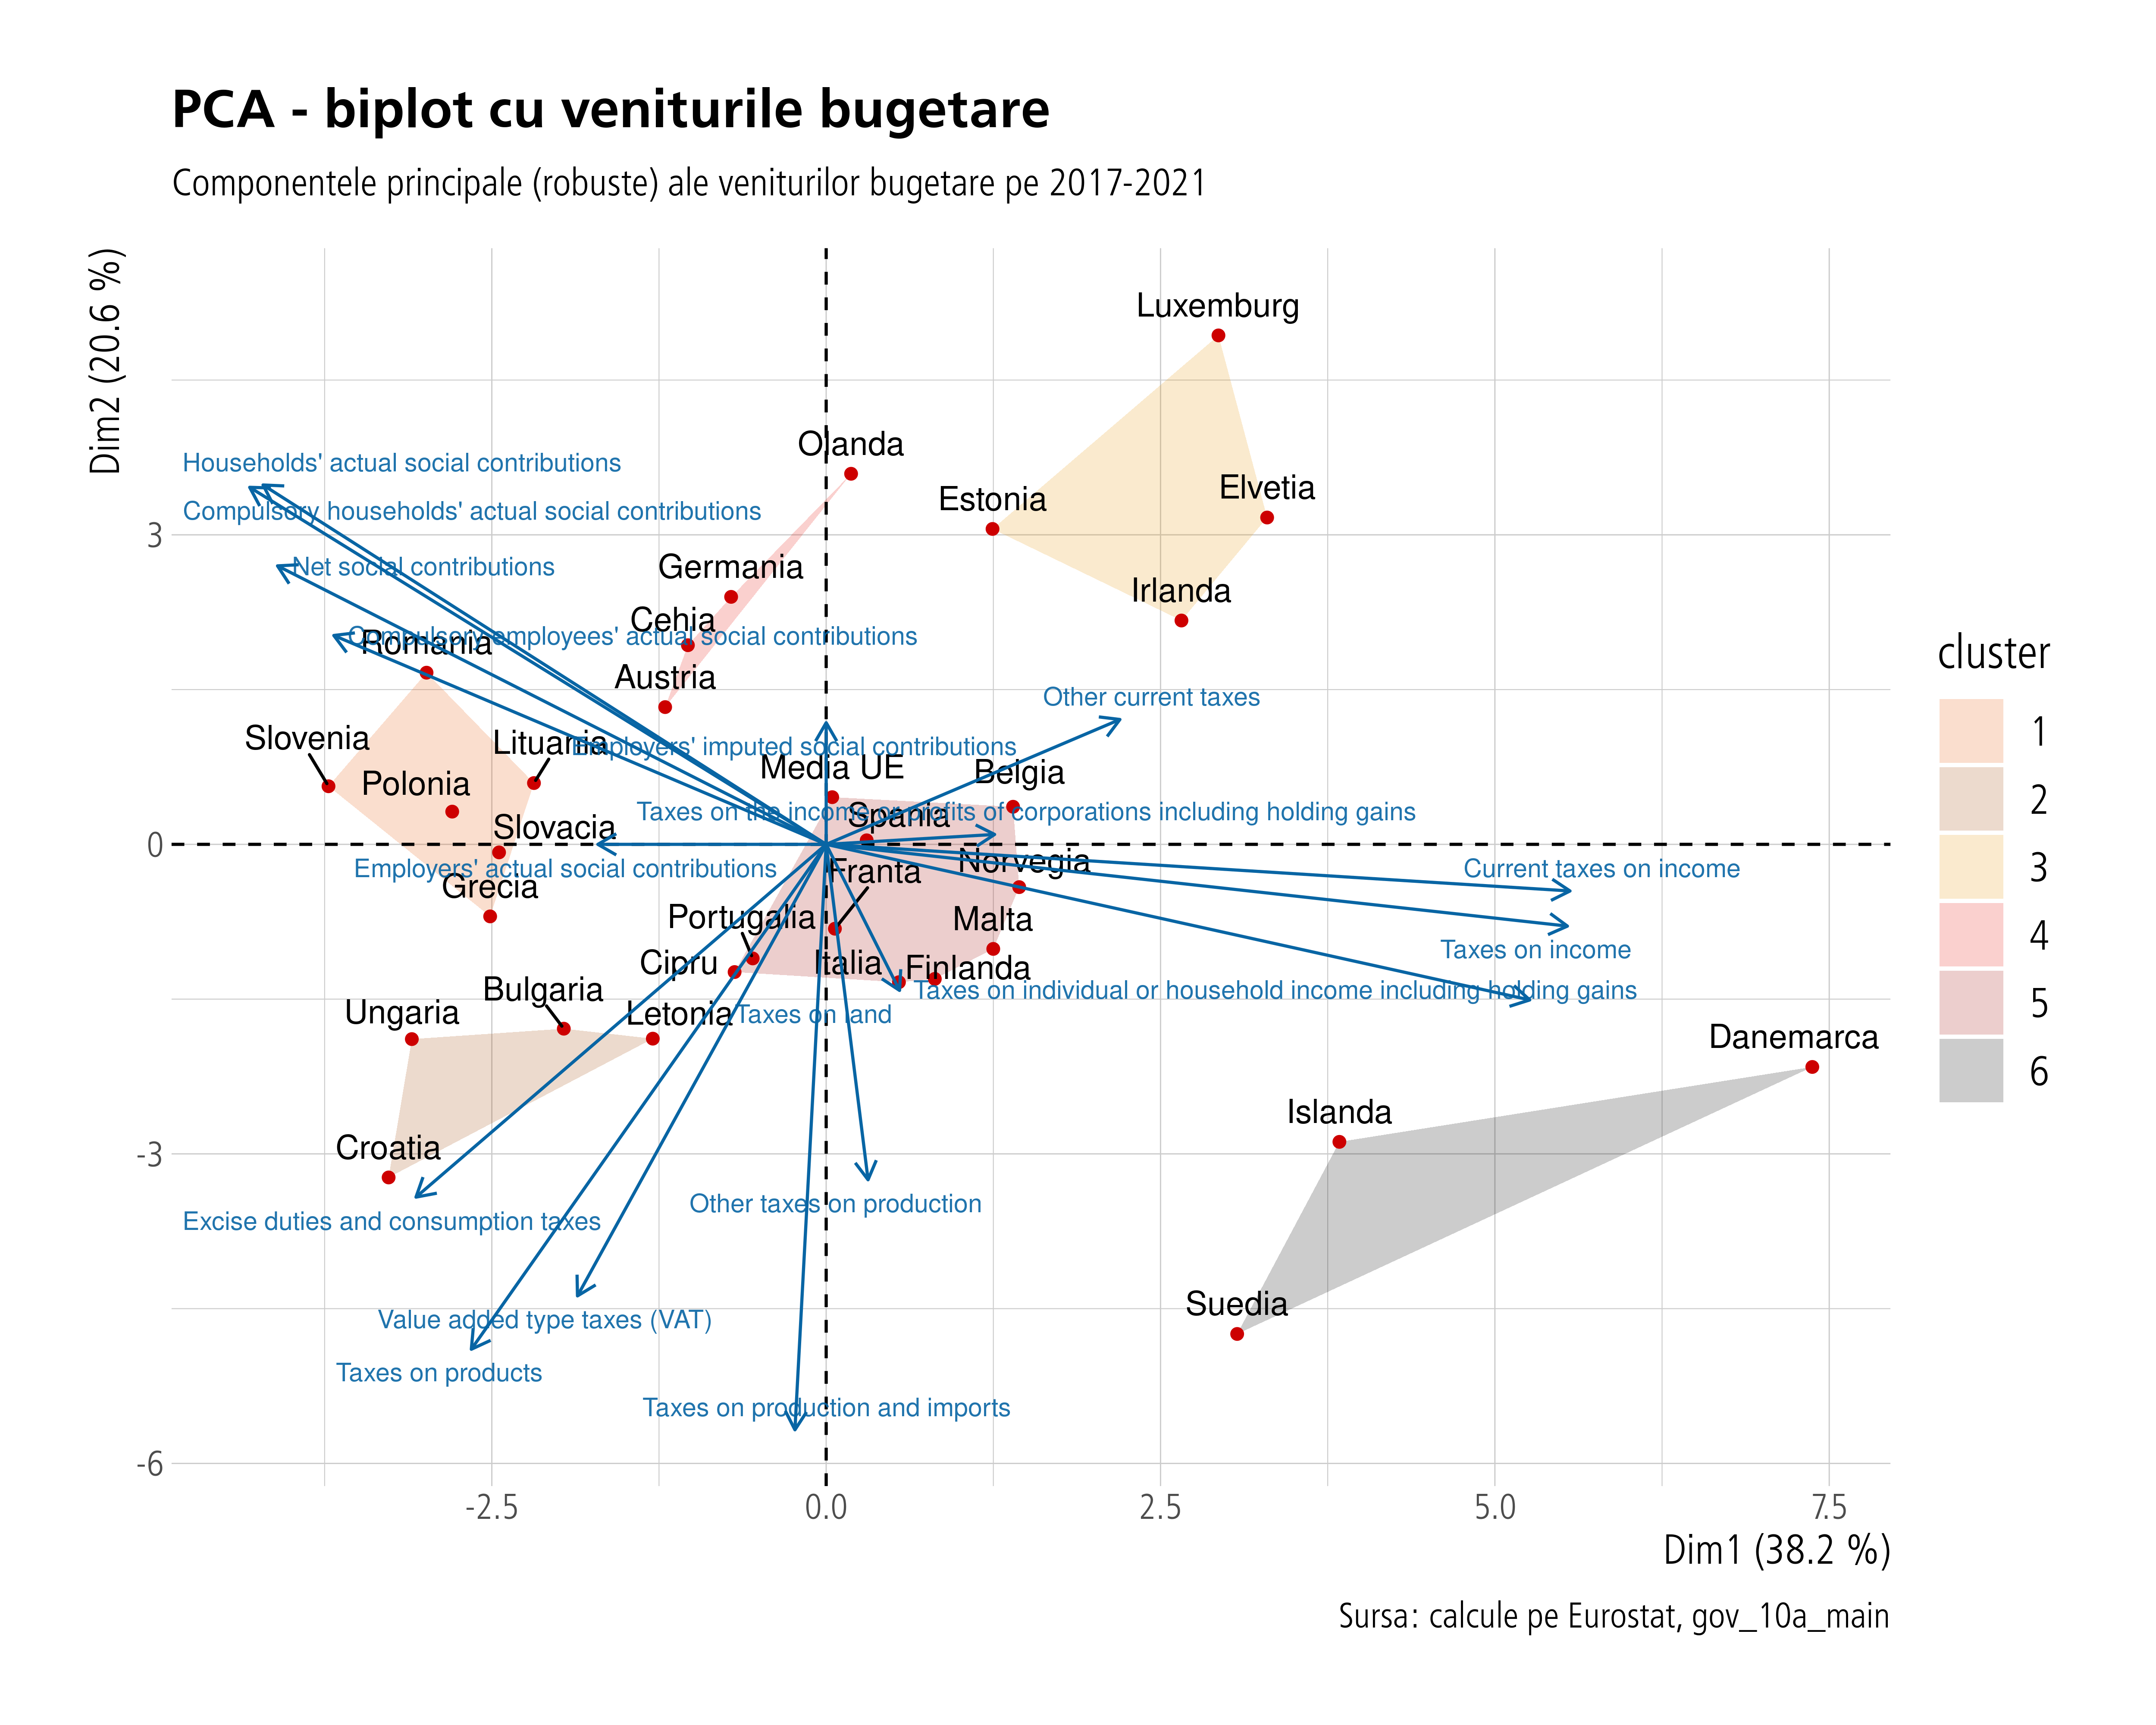 PCA - biplot cu veniturile bugetare
Componentele principale (robuste) ale veniturilor bugetare pe 2017-2021
Dim2 (20.6 %)
Luxemburg
Olanda
Households' actual social contributions
Elvetia
Estonia
Compulsory households' actual social contributions
3
Net social contributions
Germania
Irlanda
Cehia
Compulsory employees' actual social contributions
Romania
Austria
Other current taxes
Slovenia
Lituania
Employers' imputed social contributions
Media UE
Belgia
Polonia
Taxes on the income or profits of corporations including holding gains
Spania
Slovacia
0
Norvegia
Employers' actual social contributions
Franta
Current taxes on income
Grecia
Portugalia
Malta
Taxes on income
Cipru
Italia
Finlanda
Bulgaria
Taxes on individual or household income including holding gains
Ungaria
Letonia
Taxes on land
Danemarca
Islanda
Croatia
-3
Other taxes on production
Excise duties and consumption taxes
Suedia
Value added type taxes (VAT)
Taxes on products
Taxes on production and imports
-6
-2.5
0.0
2.5
5.0
7.5
Dim1 (38.2 %)
cluster
1
2
3
4
5
6
Sursa: calcule pe Eurostat, gov_10a_main